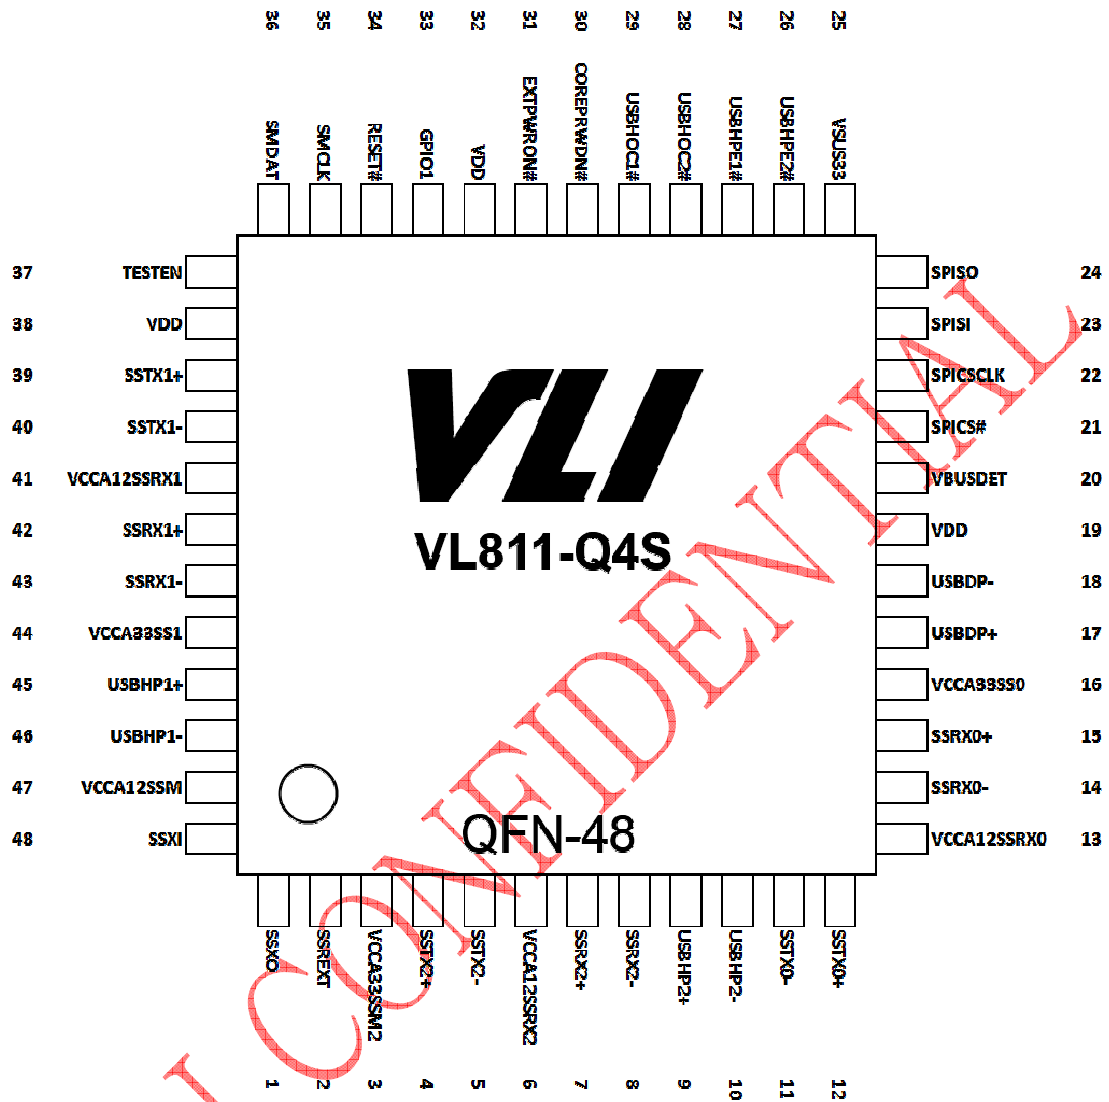 36 35 34 33 32 31 30 29 28 27 26 25
SMDAT SMCLK RESET# GPIO1 VDD EXTPWRON# COREPRWDN# USBHOC1# USBHOC2# USBHPE1# USBHPE2# VSUS33
37 TESTEN SPISO 24
38 VDD SPISI 23
39 SSTX1+ SPICSCLK 22
40 SSTX1- SPICS# 21
41 VCCA12SSRX1 VBUSDET 20
42 SSRX1+ VDD 19
43 SSRX1- USBDP- 18
44 VCCA33SS1 USBDP+ 17
45 USBHP1+ VCCA33SS0 16
46 USBHP1- SSRX0+ 15
47 VCCA12SSM SSRX0- 14
48 SSXI VCCA12SSRX0 13
VLI
VL811-Q4S
QFN-48
SSXO SSREXT VCCA33SSM2 SSTX2+ SSTX2- VCCA12SSRX2 SSRX2+ SSRX2- USBHP2+ USBHP2- SSTX0- SSTX0+
1 2 3 4 5 6 7 8 9 10 11 12
CONFIDENTIAL